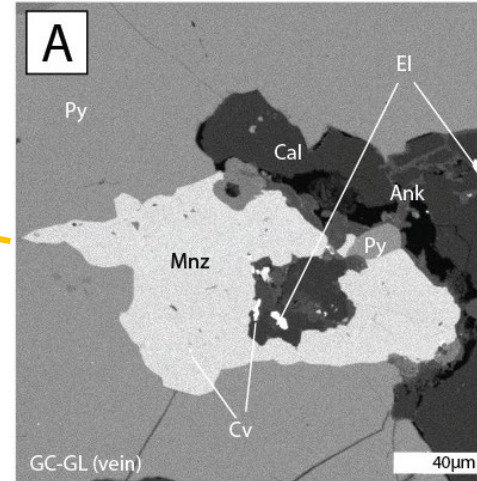 A
El
Py
Cal
Ank
Py
Mnz
Cv
GC-GL (vein)
40µm